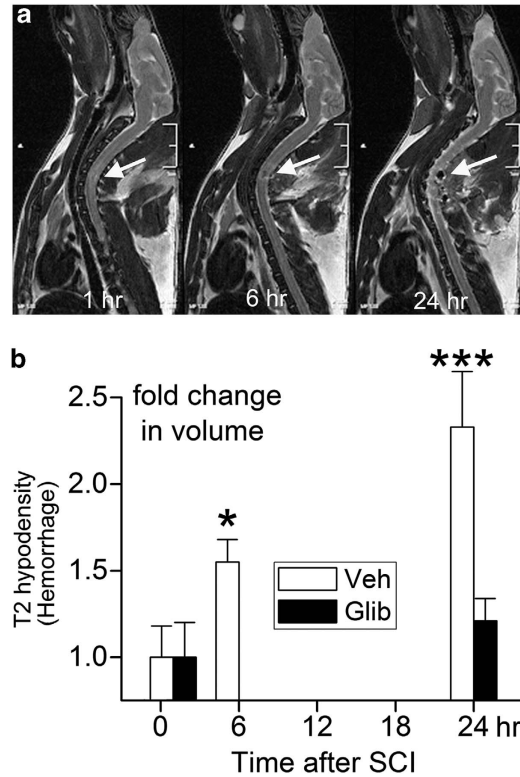 a
1 hr
6 hr
24 hr
b
fold change
in volume
***
*
2.5
2.0
1.5
1.0
T2 hypodensity
(Hemorrhage)
Veh
Glib
0
6
12
18
24 hr
Time after SCI